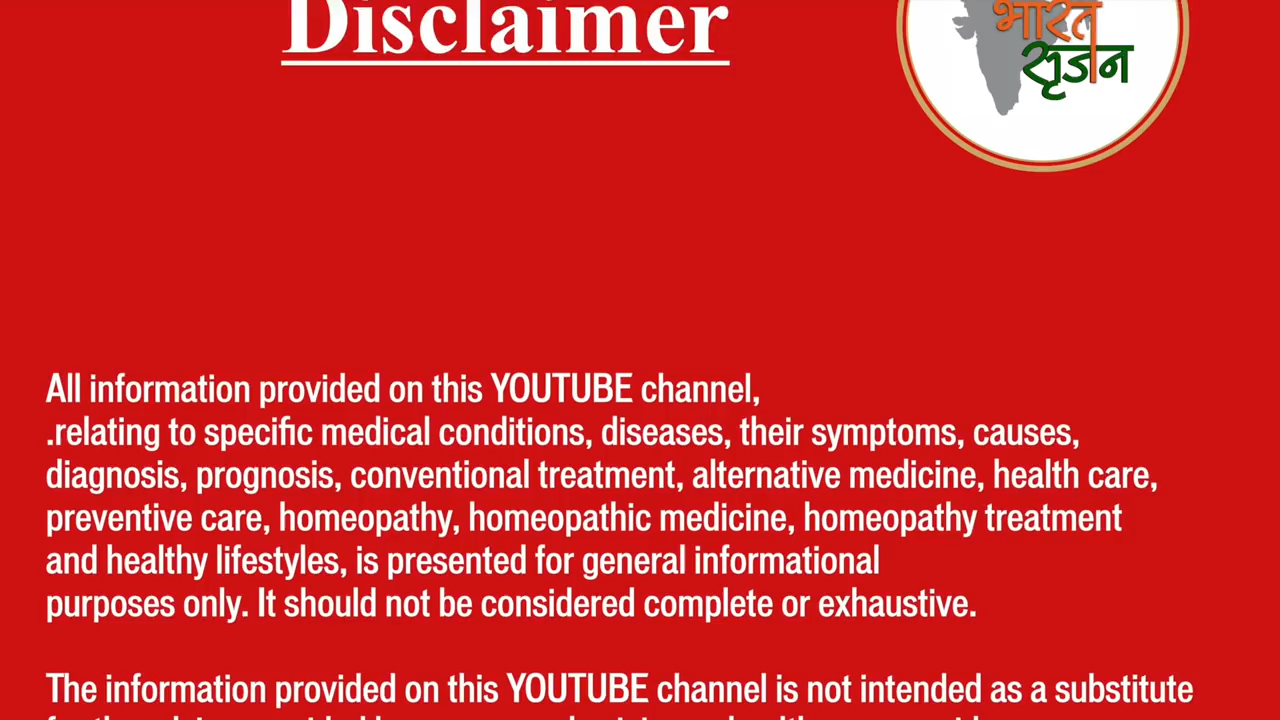 Disclaimer
भारत
सृजन
All information provided on this YOUTUBE channel,
.relating to specific medical conditions, diseases, their symptoms, causes,
diagnosis, prognosis, conventional treatment, alternative medicine, health care,
preventive care, homeopathy, homeopathic medicine, homeopathy treatment
and healthy lifestyles, is presented for general informational
purposes only. It should not be considered complete or exhaustive.
The information provided on this YOUTUBE channel is not intended as a substitute